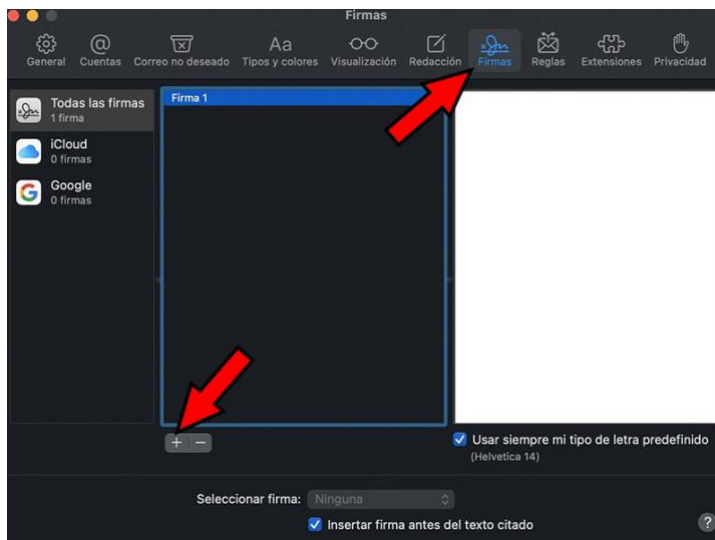 Firmas
General Cuentas Correo no deseado Tipos y colores Visualización Redacción Firmas Reglas Extensiones Privacidad
Todas las firmas
1 firma
iCloud
0 firmas
Google
0 firmas
Firma 1
Usar siempre mi tipo de letra predefinido
(Helvetica 14)
Seleccionar firma: Ninguna
Insertar firma antes del texto citado
?